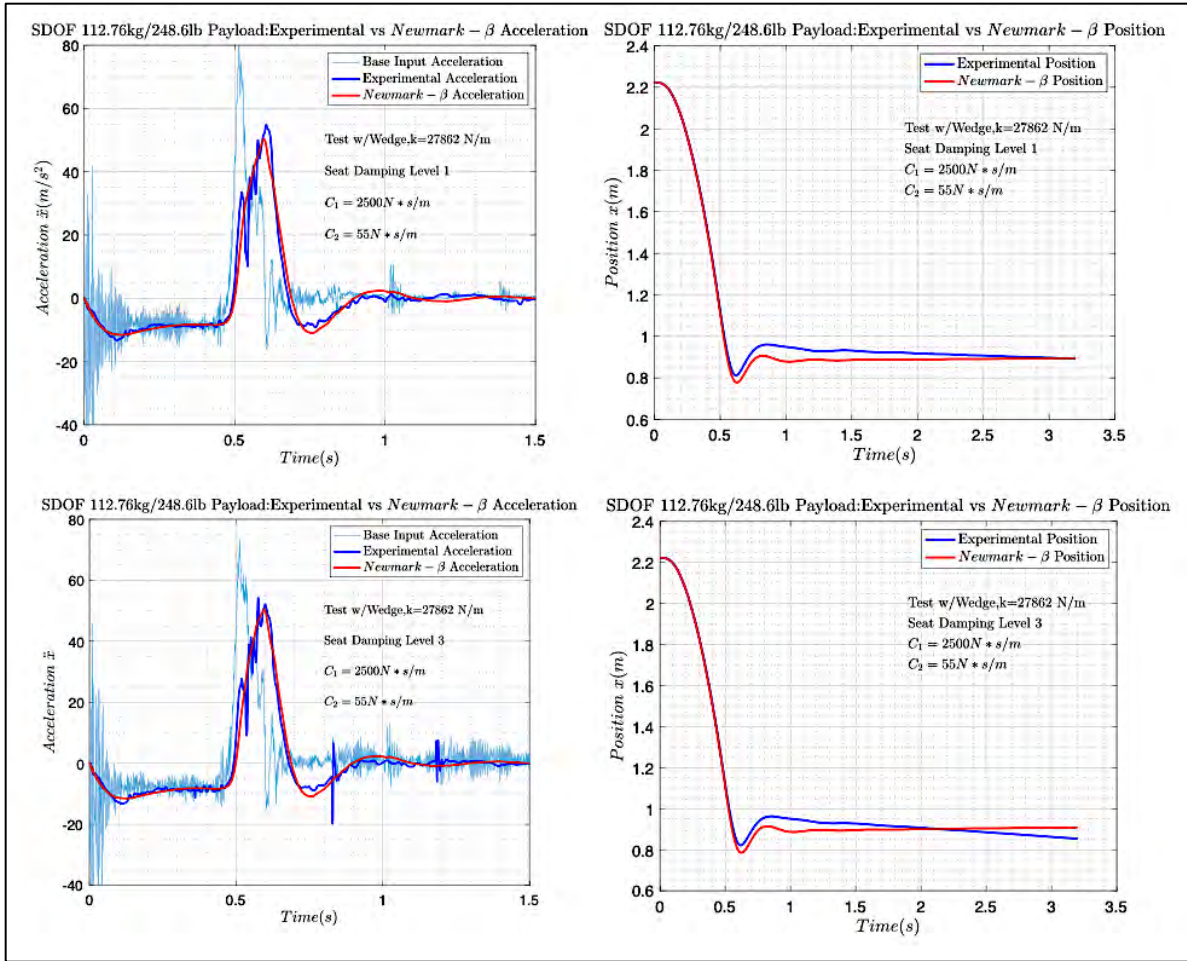 SDOF 112.76kg/248.6lb Payload:Experimental vs Newmark − β Acceleration
80
60
40
20
0
-20
-40
Acceleration ẍ(m/s²)
Base Input Acceleration
Experimental Acceleration
Newmark − β Acceleration
Test w/Wedge,k=27862 N/m
Seat Damping Level 1
C₁ = 2500N * s/m
C₂ = 55N * s/m
0 0.5 1 1.5
Time(s)
SDOF 112.76kg/248.6lb Payload:Experimental vs Newmark − β Position
2.4
2.2
2
1.8
1.6
1.4
1.2
1
0.8
0.6
Position x(m)
Experimental Position
Newmark − β Position
Test w/Wedge,k=27862 N/m
Seat Damping Level 1
C₁ = 2500N * s/m
C₂ = 55N * s/m
0 0.5 1 1.5 2 2.5 3 3.5
Time(s)
SDOF 112.76kg/248.6lb Payload:Experimental vs Newmark − β Acceleration
80
60
40
20
0
-20
-40
Acceleration ẍ
Base Input Acceleration
Experimental Acceleration
Newmark − β Acceleration
Test w/Wedge,k=27862 N/m
Seat Damping Level 3
C₁ = 2500N * s/m
C₂ = 55N * s/m
0 0.5 1 1.5
Time(s)
SDOF 112.76kg/248.6lb Payload:Experimental vs Newmark − β Position
2.4
2.2
2
1.8
1.6
1.4
1.2
1
0.8
0.6
Position x(m)
Experimental Position
Newmark − β Position
Test w/Wedge,k=27862 N/m
Seat Damping Level 3
C₁ = 2500N * s/m
C₂ = 55N * s/m
0 0.5 1 1.5 2 2.5 3 3.5
Time(s)